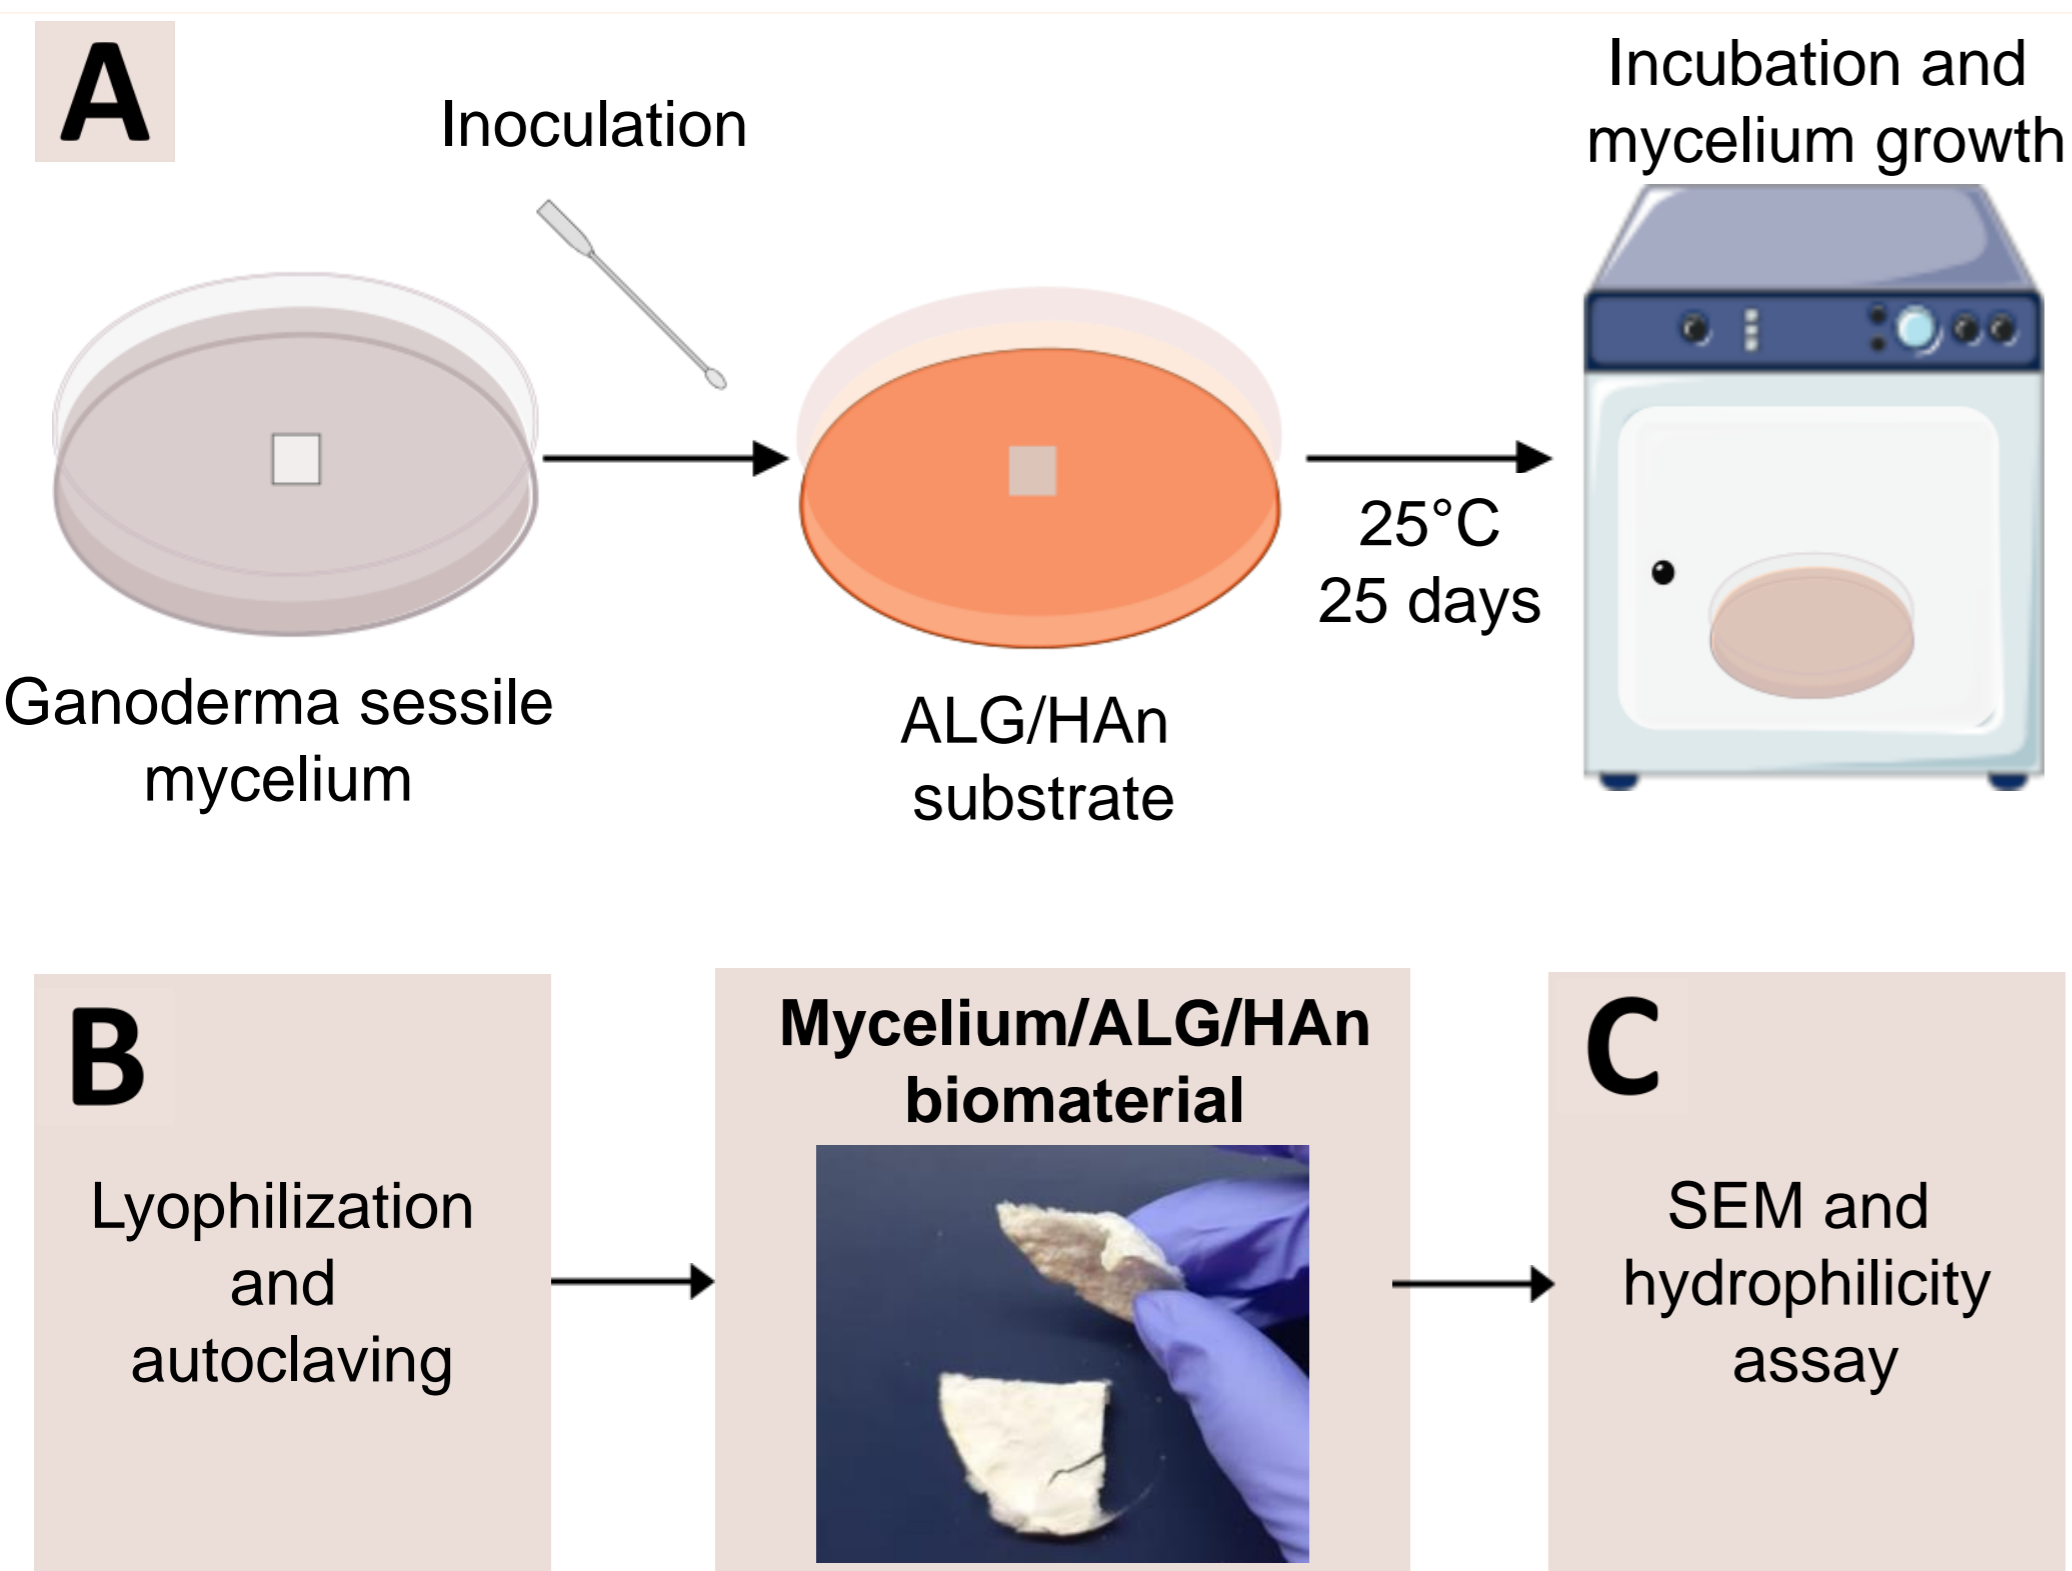 A
Inoculation
Incubation and
mycelium growth
25°C
25 days
Ganoderma sessile
mycelium
ALG/HAn
substrate
B
Lyophilization
and
autoclaving
Mycelium/ALG/HAn
biomaterial
C
SEM and
hydrophilicity
assay